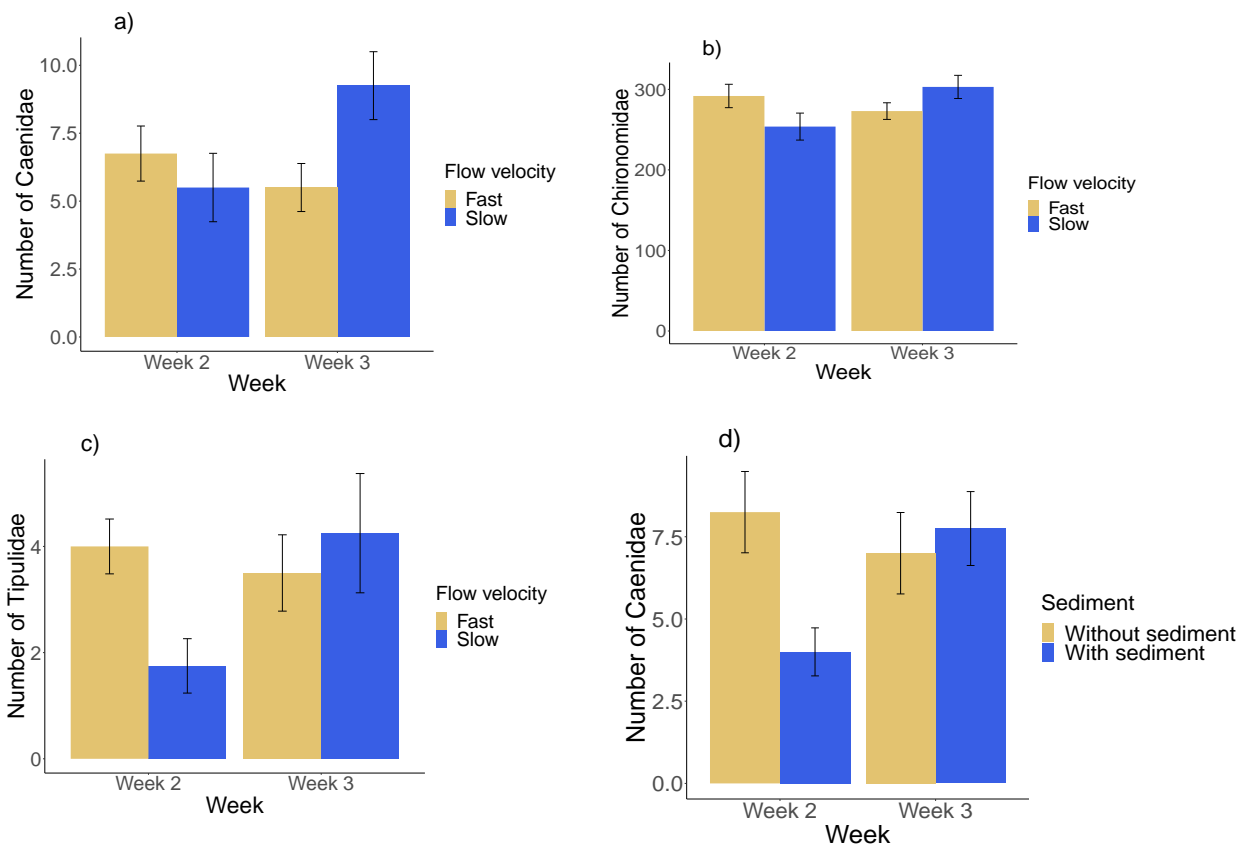 a)
Number of Caenidae
10.0
7.5
5.0
2.5
0.0
Week 2
Week 3
Week
Flow velocity
Fast
Slow
b)
Number of Chironomidae
300
200
100
0
Week 2
Week 3
Week
Flow velocity
Fast
Slow
c)
Number of Tipulidae
4
2
0
Week 2
Week 3
Week
Flow velocity
Fast
Slow
d)
Number of Caenidae
7.5
5.0
2.5
0.0
Week 2
Week 3
Week
Sediment
Without sediment
With sediment